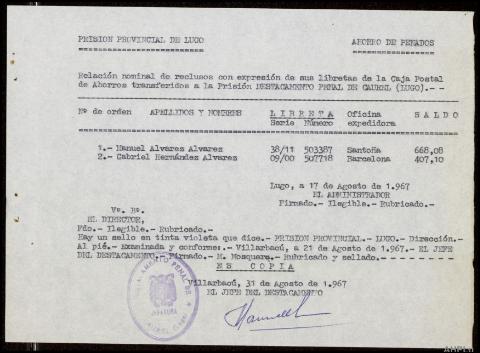 PRISION PROVINCIAL DE LUGO
AHORRO DE PENADOS
Relación nominal de reclusos con expresión de sus libretas de la Caja Postal
de Ahorros transferidos a la Prisión DESTACAMENTO PENAL DE CAUREL (LUGO).- - -
Nº de orden APELLIDOS Y NOMBRES LIBRETA Serie Número Oficina expedidora SALDO
1.- Manuel Alvarez Alvarez 38/11 503387 Santoña 668,08
2.- Gabriel Hernández Alvarez 09/00 507718 Barcelona 407,10
Lugo, a 17 de Agosto de 1.967
EL ADMINISTRADOR
Firmado.- Ilegible.- Rubricado.-
Vº. Bº.
EL DIRECTOR,
Fdo.- Ilegible.- Rubricado.-
Hay un sello en tinta violeta que dice.- PRISION PROVINCIAL.- LUGO.- Dirección.-
Al pié.- Examinada y conforme:.- Villarbacú, a 21 de Agosto de 1.967.- EL JEFE
DEL DESTACAMENTO.- Firmado.- M. Mosquera.- Rubricado y sellado.- - - - - - -
ES COPIA
Villarbacú, 31 de Agosto de 1.967
EL JEFE DEL DESTACAMENTO
DESTACAMENTO PENAL DE
JEFATURA